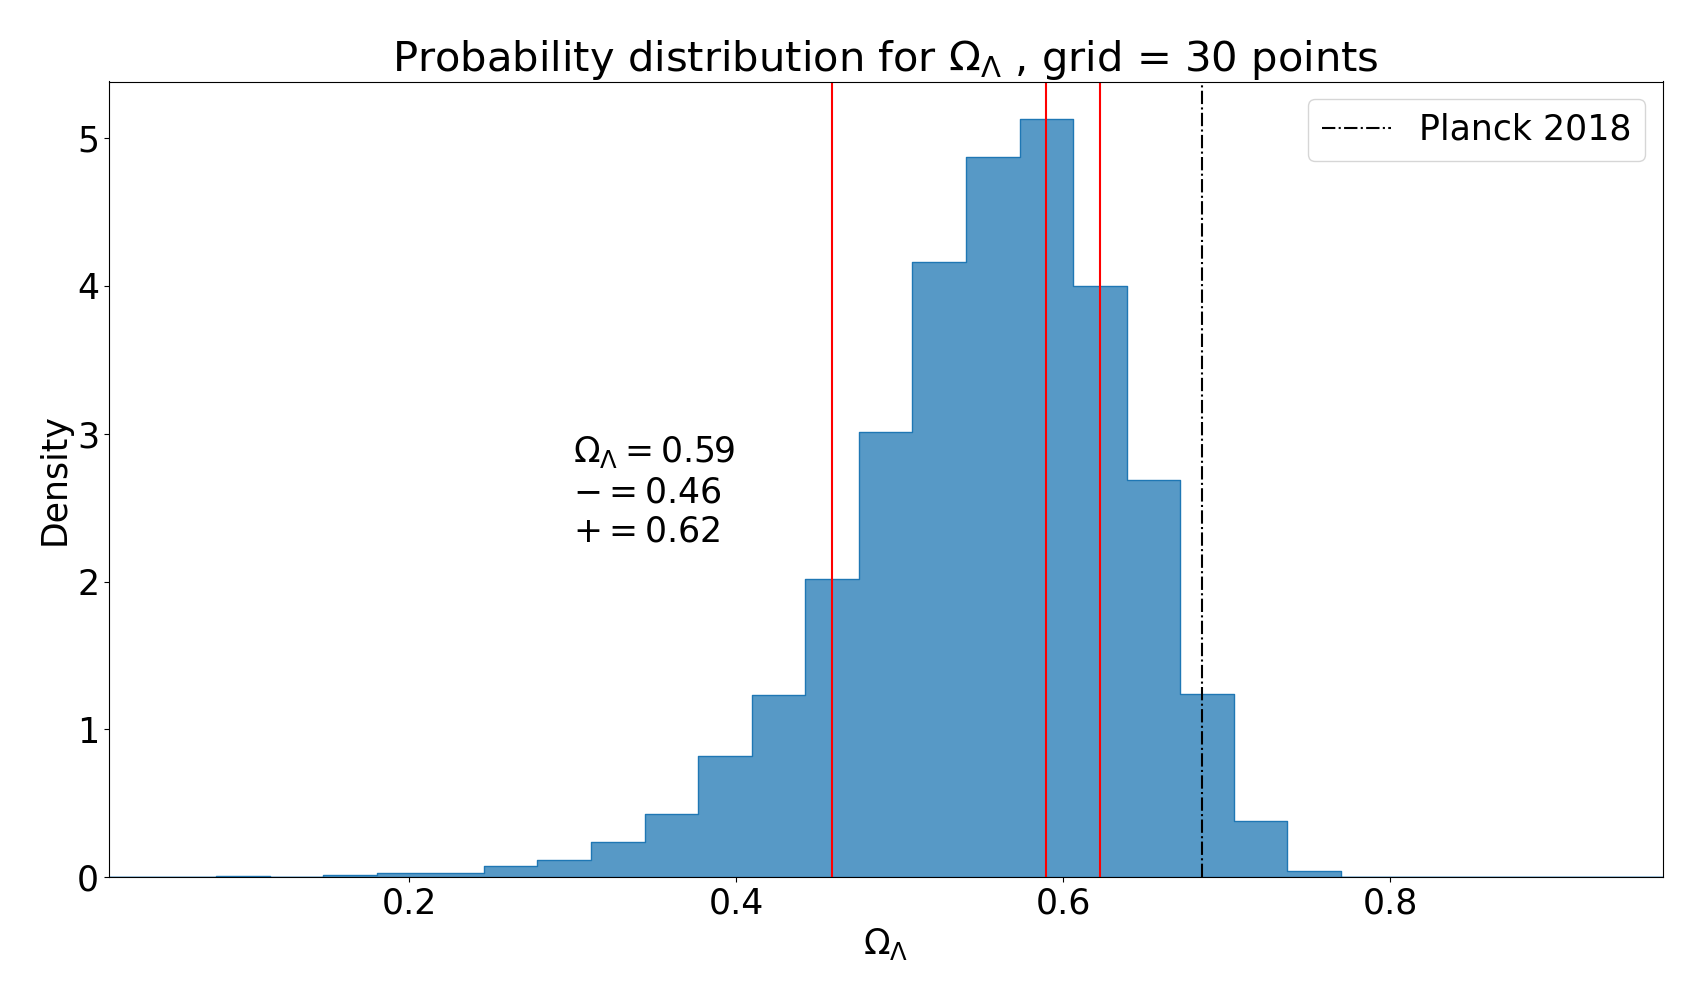 Probability distribution for Ω_Λ , grid = 30 points
Planck 2018
5
4
3
2
1
0
Density
Ω_Λ = 0.59
− = 0.46
+ = 0.62
0.2 0.4 0.6 0.8
Ω_Λ